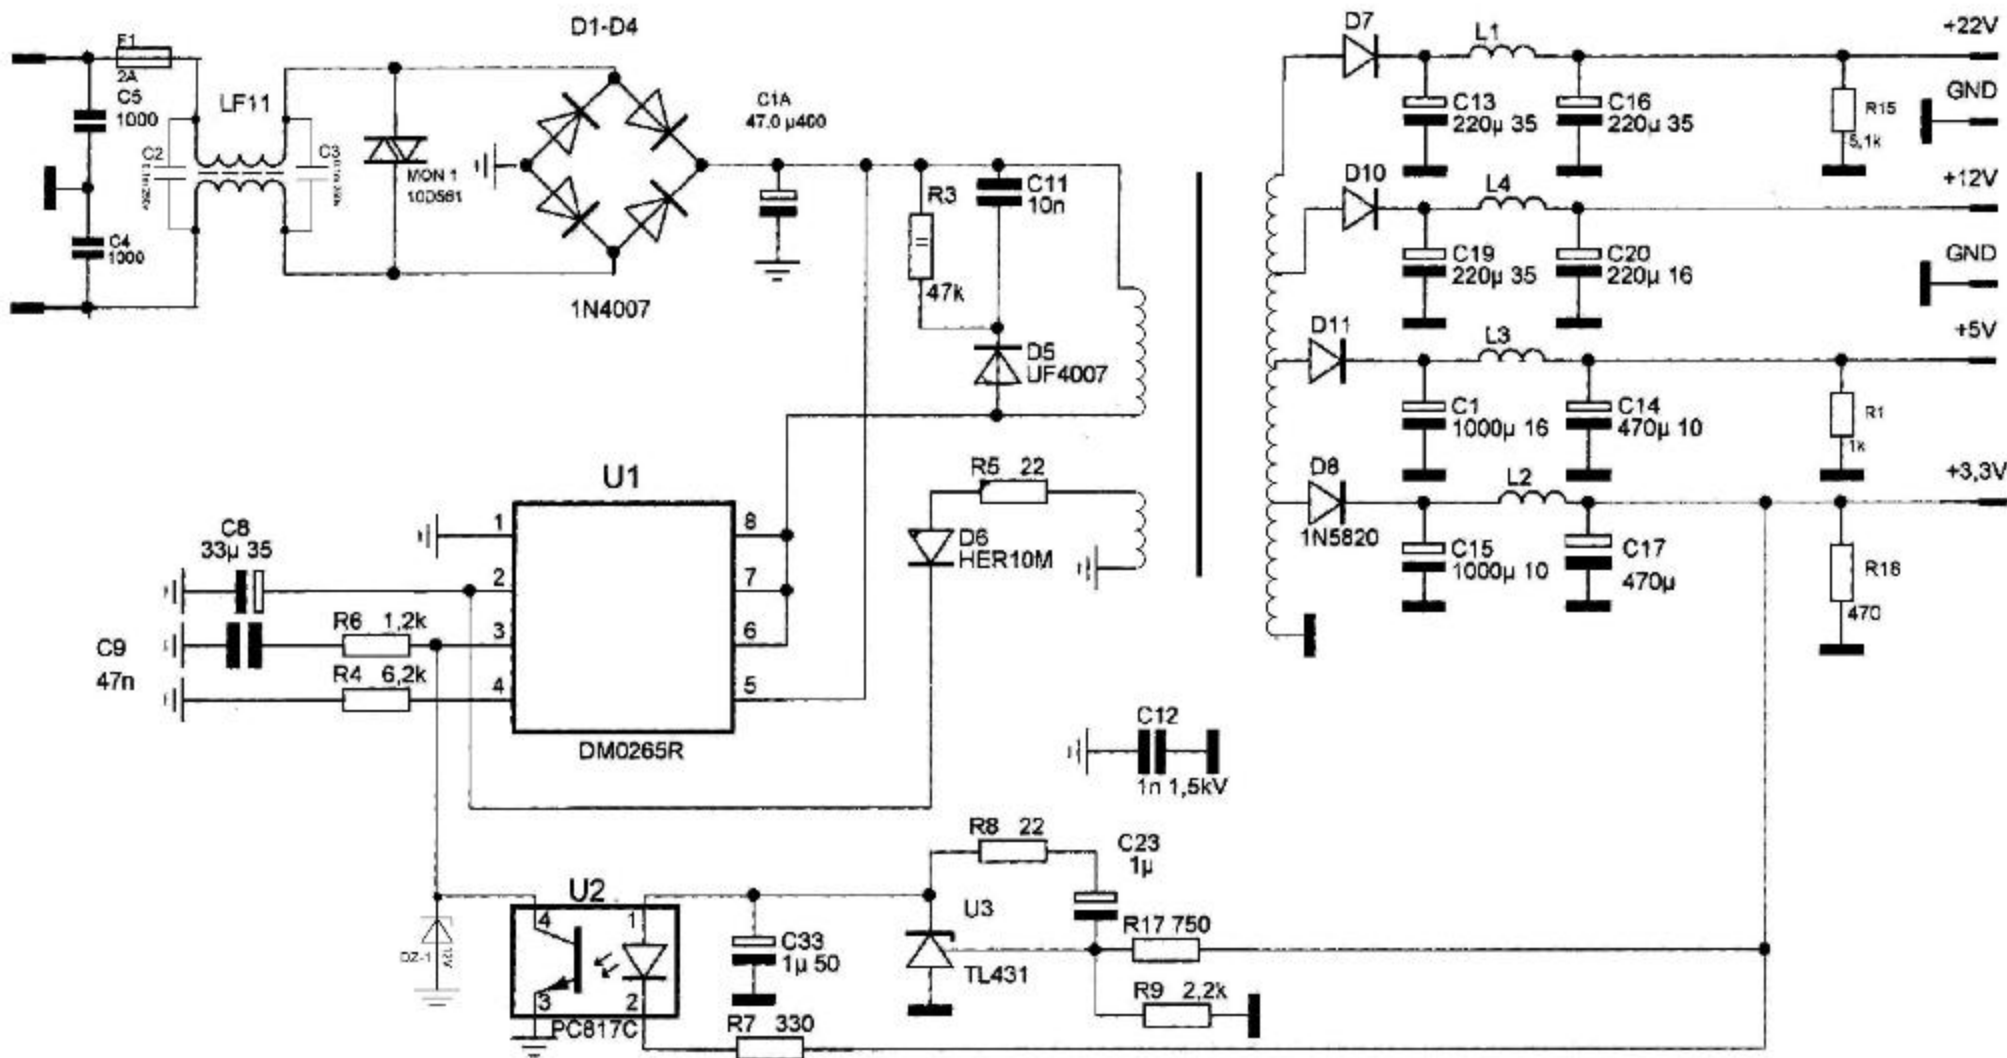 D1-D4
D7
L1
+22V
F1
2A
C5
1000
LF11
C1A
47.0 µ400
C13
220µ 35
C16
220µ 35
GND
R15
5,1k
C2
C3
MON 1
10D561
R3
C11
10n
D10
L4
+12V
C4
1000
47k
C19
220µ 35
C20
220µ 16
GND
1N4007
D5
UF4007
D11
L3
+5V
C1
1000µ 16
C14
470µ 10
R1
1k
U1
R5 22
D8
L2
+3,3V
1N5820
C8
33µ 35
1
8
D6
HER10M
C15
1000µ 10
C17
470µ
R18
470
2
7
R6 1,2k
3
6
C9
47n
R4 6,2k
4
5
DM0265R
C12
1n 1,5kV
R8 22
C23
1µ
U2
4
1
U3
R17 750
DZ-1
12V
C33
1µ 50
TL431
3
2
R9 2,2k
PC817C
R7 330